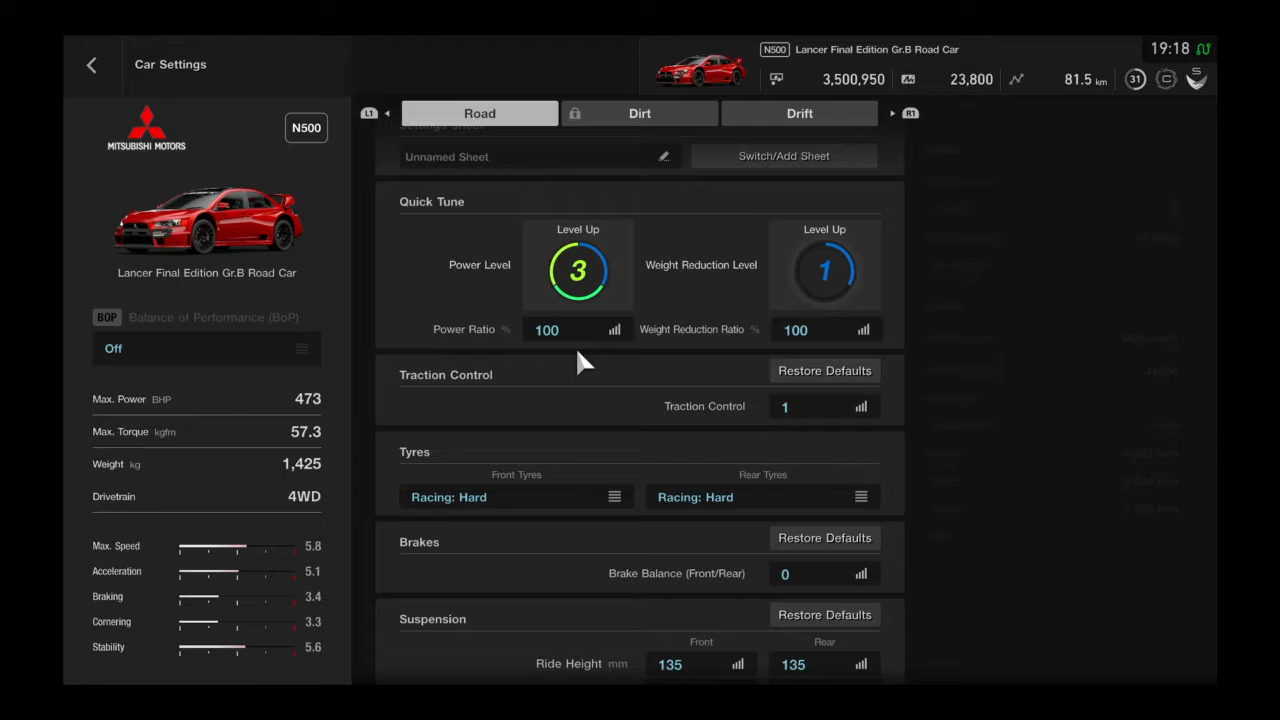 Car Settings
N500 Lancer Final Edition Gr.B Road Car
19:18
3,500,950
23,800
81.5 km
31
C
S
MITSUBISHI MOTORS
N500
Lancer Final Edition Gr.B Road Car
BOP Balance of Performance (BoP)
Off
Max. Power BHP 473
Max. Torque kgfm 57.3
Weight kg 1,425
Drivetrain 4WD
Max. Speed 5.8
Acceleration 5.1
Braking 3.4
Cornering 3.3
Stability 5.6
L1 Road Dirt Drift R1
Settings Sheet
Unnamed Sheet Switch/Add Sheet
Quick Tune
Level Up Level Up
Power Level 3 Weight Reduction Level 1
Power Ratio % 100 Weight Reduction Ratio % 100
Traction Control Restore Defaults
Traction Control 1
Tyres
Front Tyres Rear Tyres
Racing: Hard Racing: Hard
Brakes Restore Defaults
Brake Balance (Front/Rear) 0
Suspension Restore Defaults
Front Rear
Ride Height mm 135 135